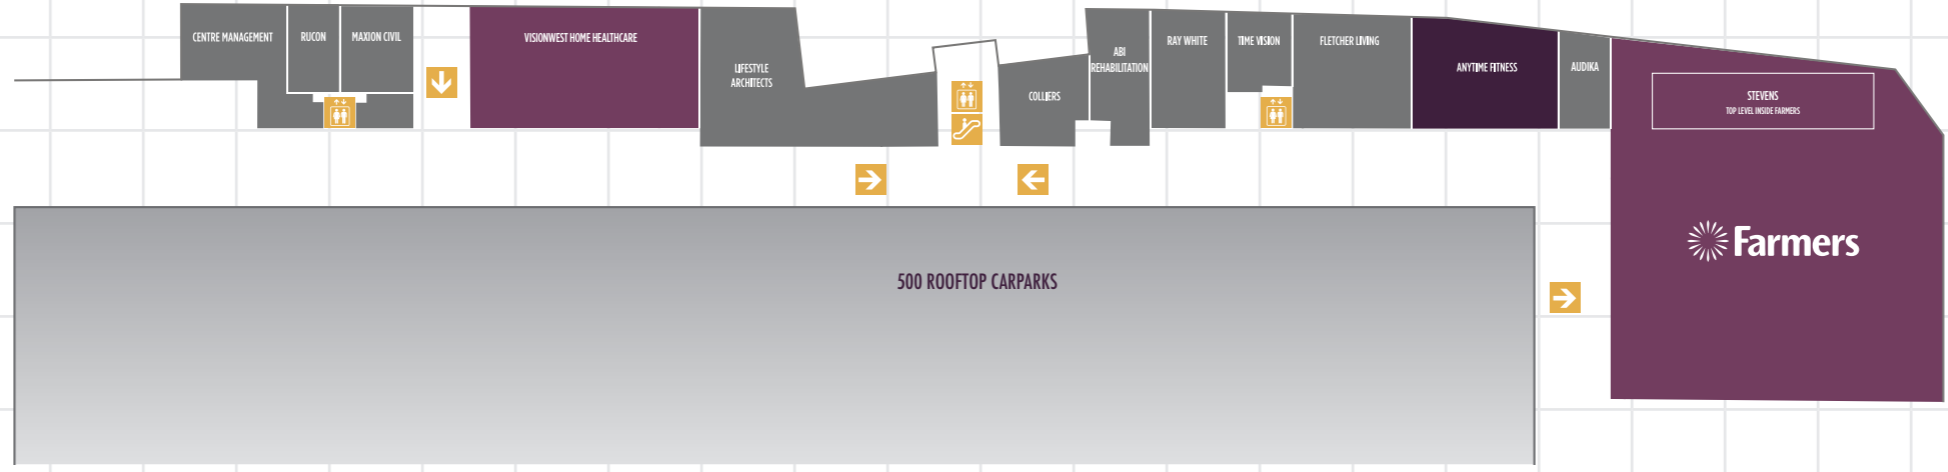 CENTRE MANAGEMENT
RUCON
MAXION CIVIL
VISIONWEST HOME HEALTHCARE
LIFESTYLE
ARCHITECTS
COLLIERS
ABI
REHABILITATION
RAY WHITE
TIME VISION
FLETCHER LIVING
ANYTIME FITNESS
AUDIKA
STEVENS
TOP LEVEL INSIDE FARMERS
Farmers
500 ROOFTOP CARPARKS